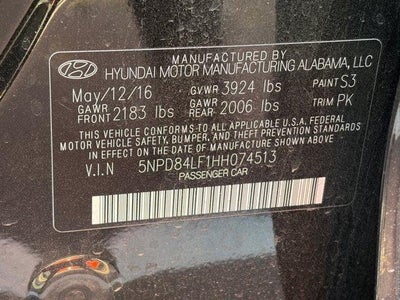 MANUFACTURED BY
HYUNDAI MOTOR MANUFACTURING ALABAMA, LLC
May/12/16 GVWR 3924 lbs PAINT S3
GAWR FRONT 2183 lbs GAWR REAR: 2006 lbs TRIM PK
THIS VEHICLE CONFORMS TO ALL APPLICABLE U.S.A. FEDERAL
MOTOR VEHICLE SAFETY, BUMPER, AND THEFT PREVENTION STANDARDS
IN EFFECT ON THE DATE OF MANUFACTURE SHOWN ABOVE.
V.I.N 5NPD84LF1HH074513
PASSENGER CAR